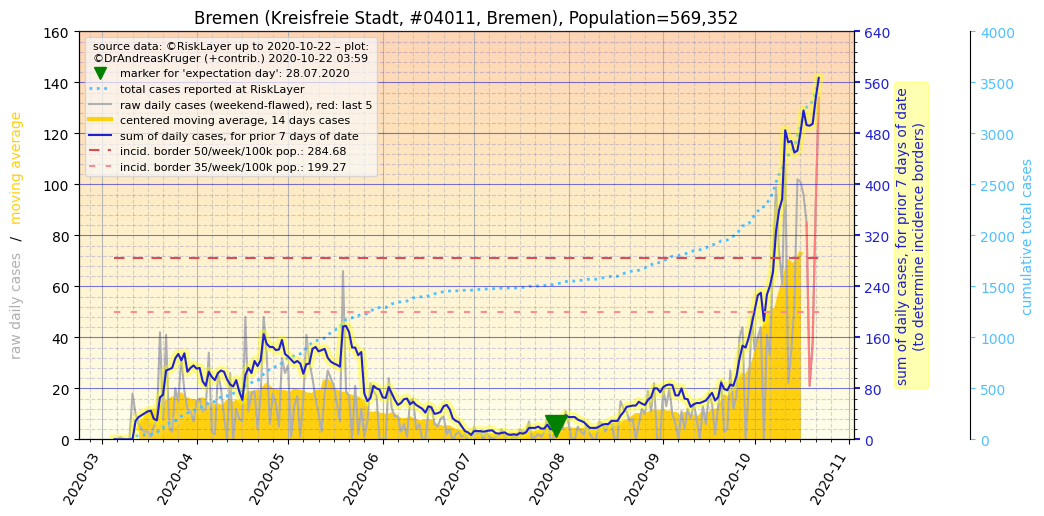 Bremen (Kreisfreie Stadt, #04011, Bremen), Population=569,352
source data: ©RiskLayer up to 2020-10-22 – plot:
©DrAndreasKruger (+contrib.) 2020-10-22 03:59
marker for 'expectation day': 28.07.2020
total cases reported at RiskLayer
raw daily cases (weekend-flawed), red: last 5
centered moving average, 14 days cases
sum of daily cases, for prior 7 days of date
incid. border 50/week/100k pop.: 284.68
incid. border 35/week/100k pop.: 199.27
raw daily cases / moving average
160
140
120
100
80
60
40
20
0
2020-03
2020-04
2020-05
2020-06
2020-07
2020-08
2020-09
2020-10
2020-11
640
560
480
400
320
240
160
80
0
sum of daily cases, for prior 7 days of date
(to determine incidence borders)
4000
3500
3000
2500
2000
1500
1000
500
0
cumulative total cases